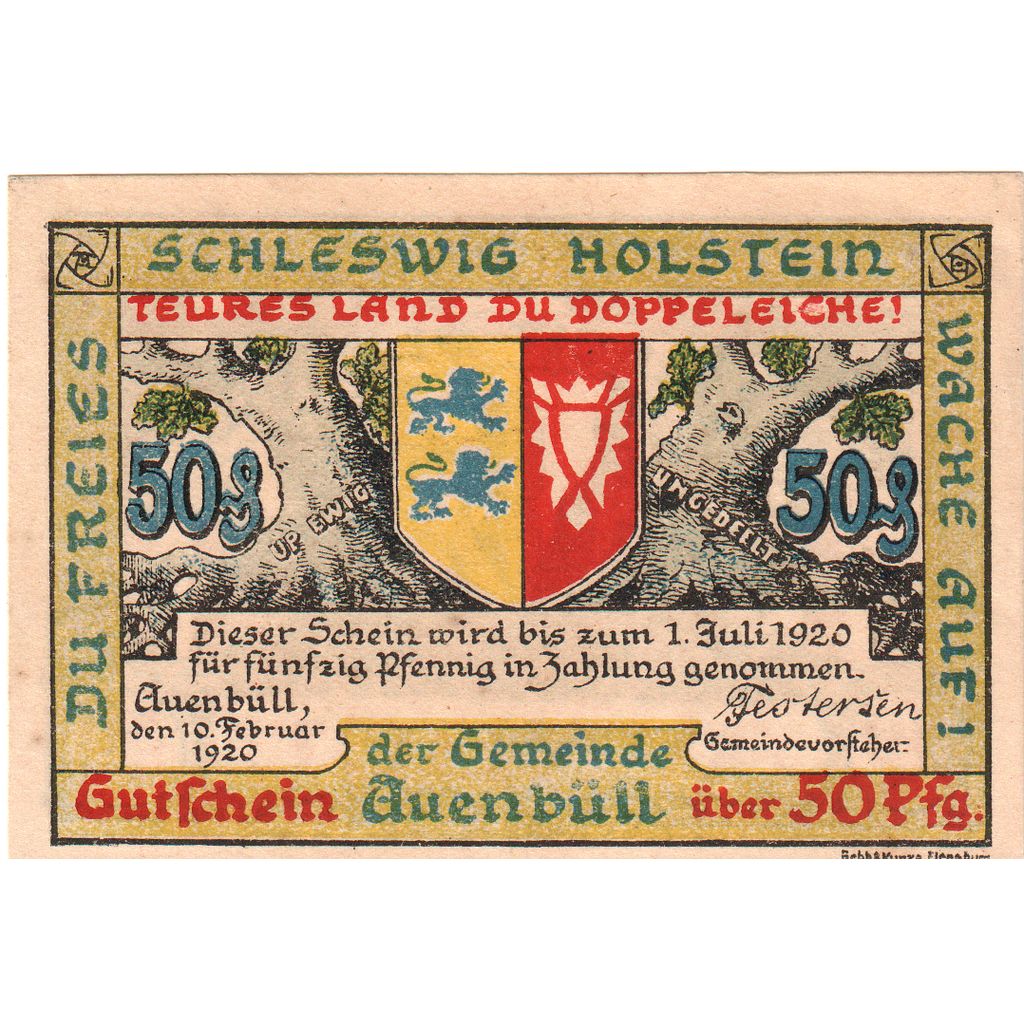 SCHLESWIG HOLSTEIN
TEURES LAND DU DOPPELEICHE!
DU FREIES
WACHE AUF!
50₰
50₰
UP EWIG
UNGEDEELT
Dieser Schein wird bis zum 1. Juli 1920
für fünfzig Pfennig in Zahlung genommen.
Auenbüll,
den 10. Februar
1920
Gemeindevorsteher.
der Gemeinde
Gutschein Auenbüll über 50 Pfg.